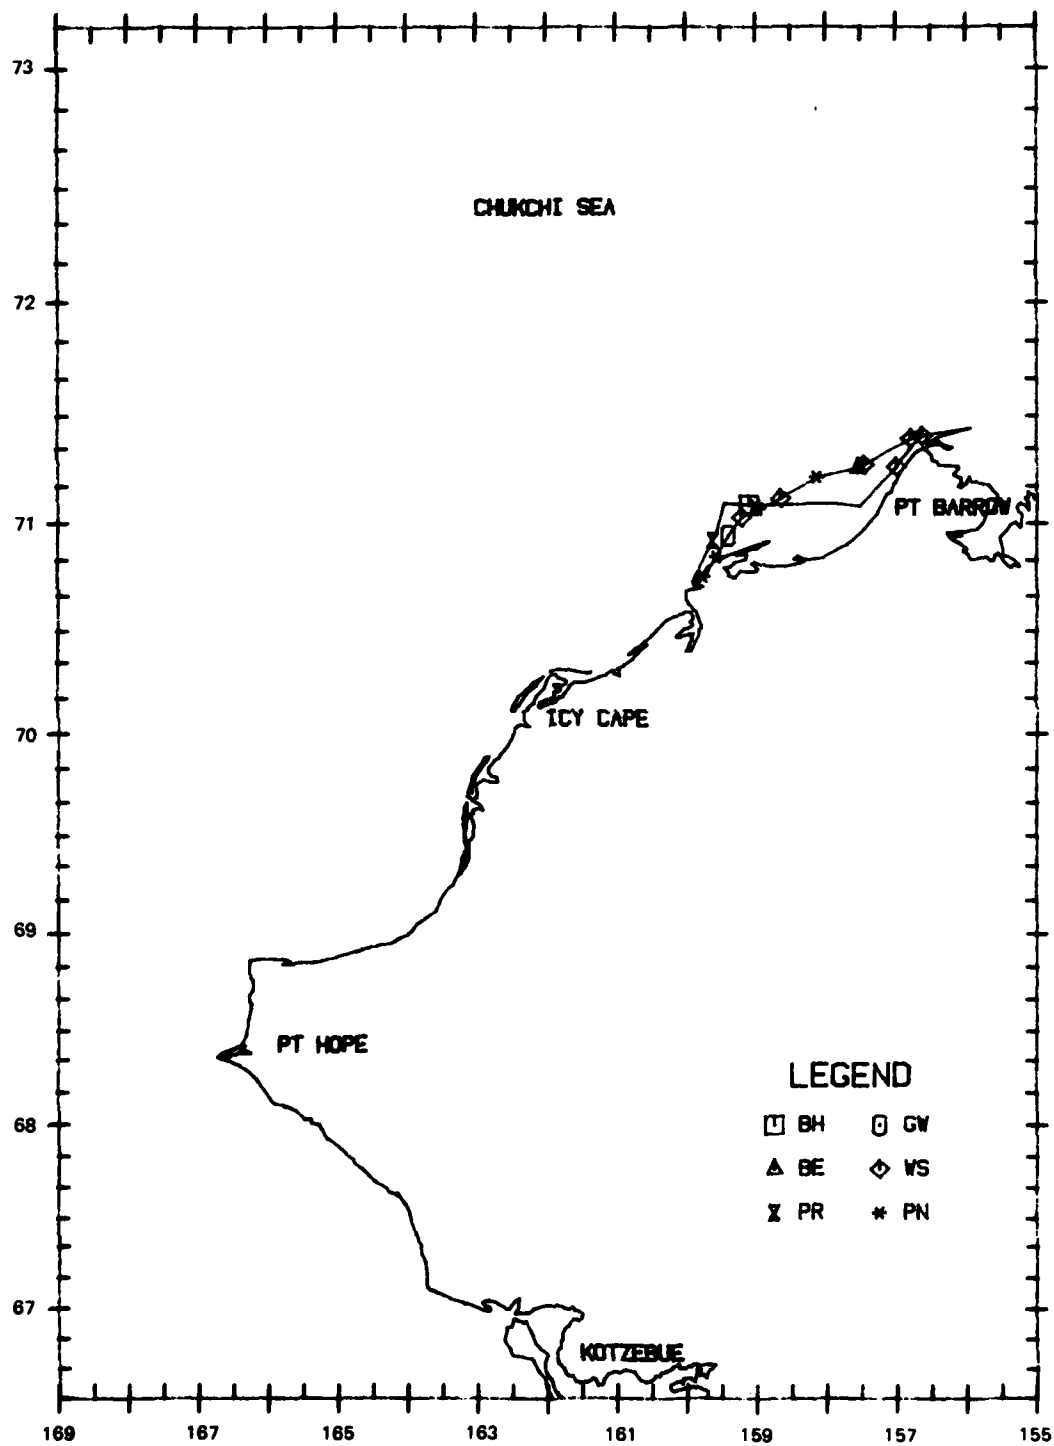 73
CHUKCHI SEA
72
71
PT BARROW
70
ICY CAPE
69
PT HOPE
LEGEND
68
BH GW
BE WS
PR PN
67
KOTZEBUE
169 167 165 163 161 159 157 155